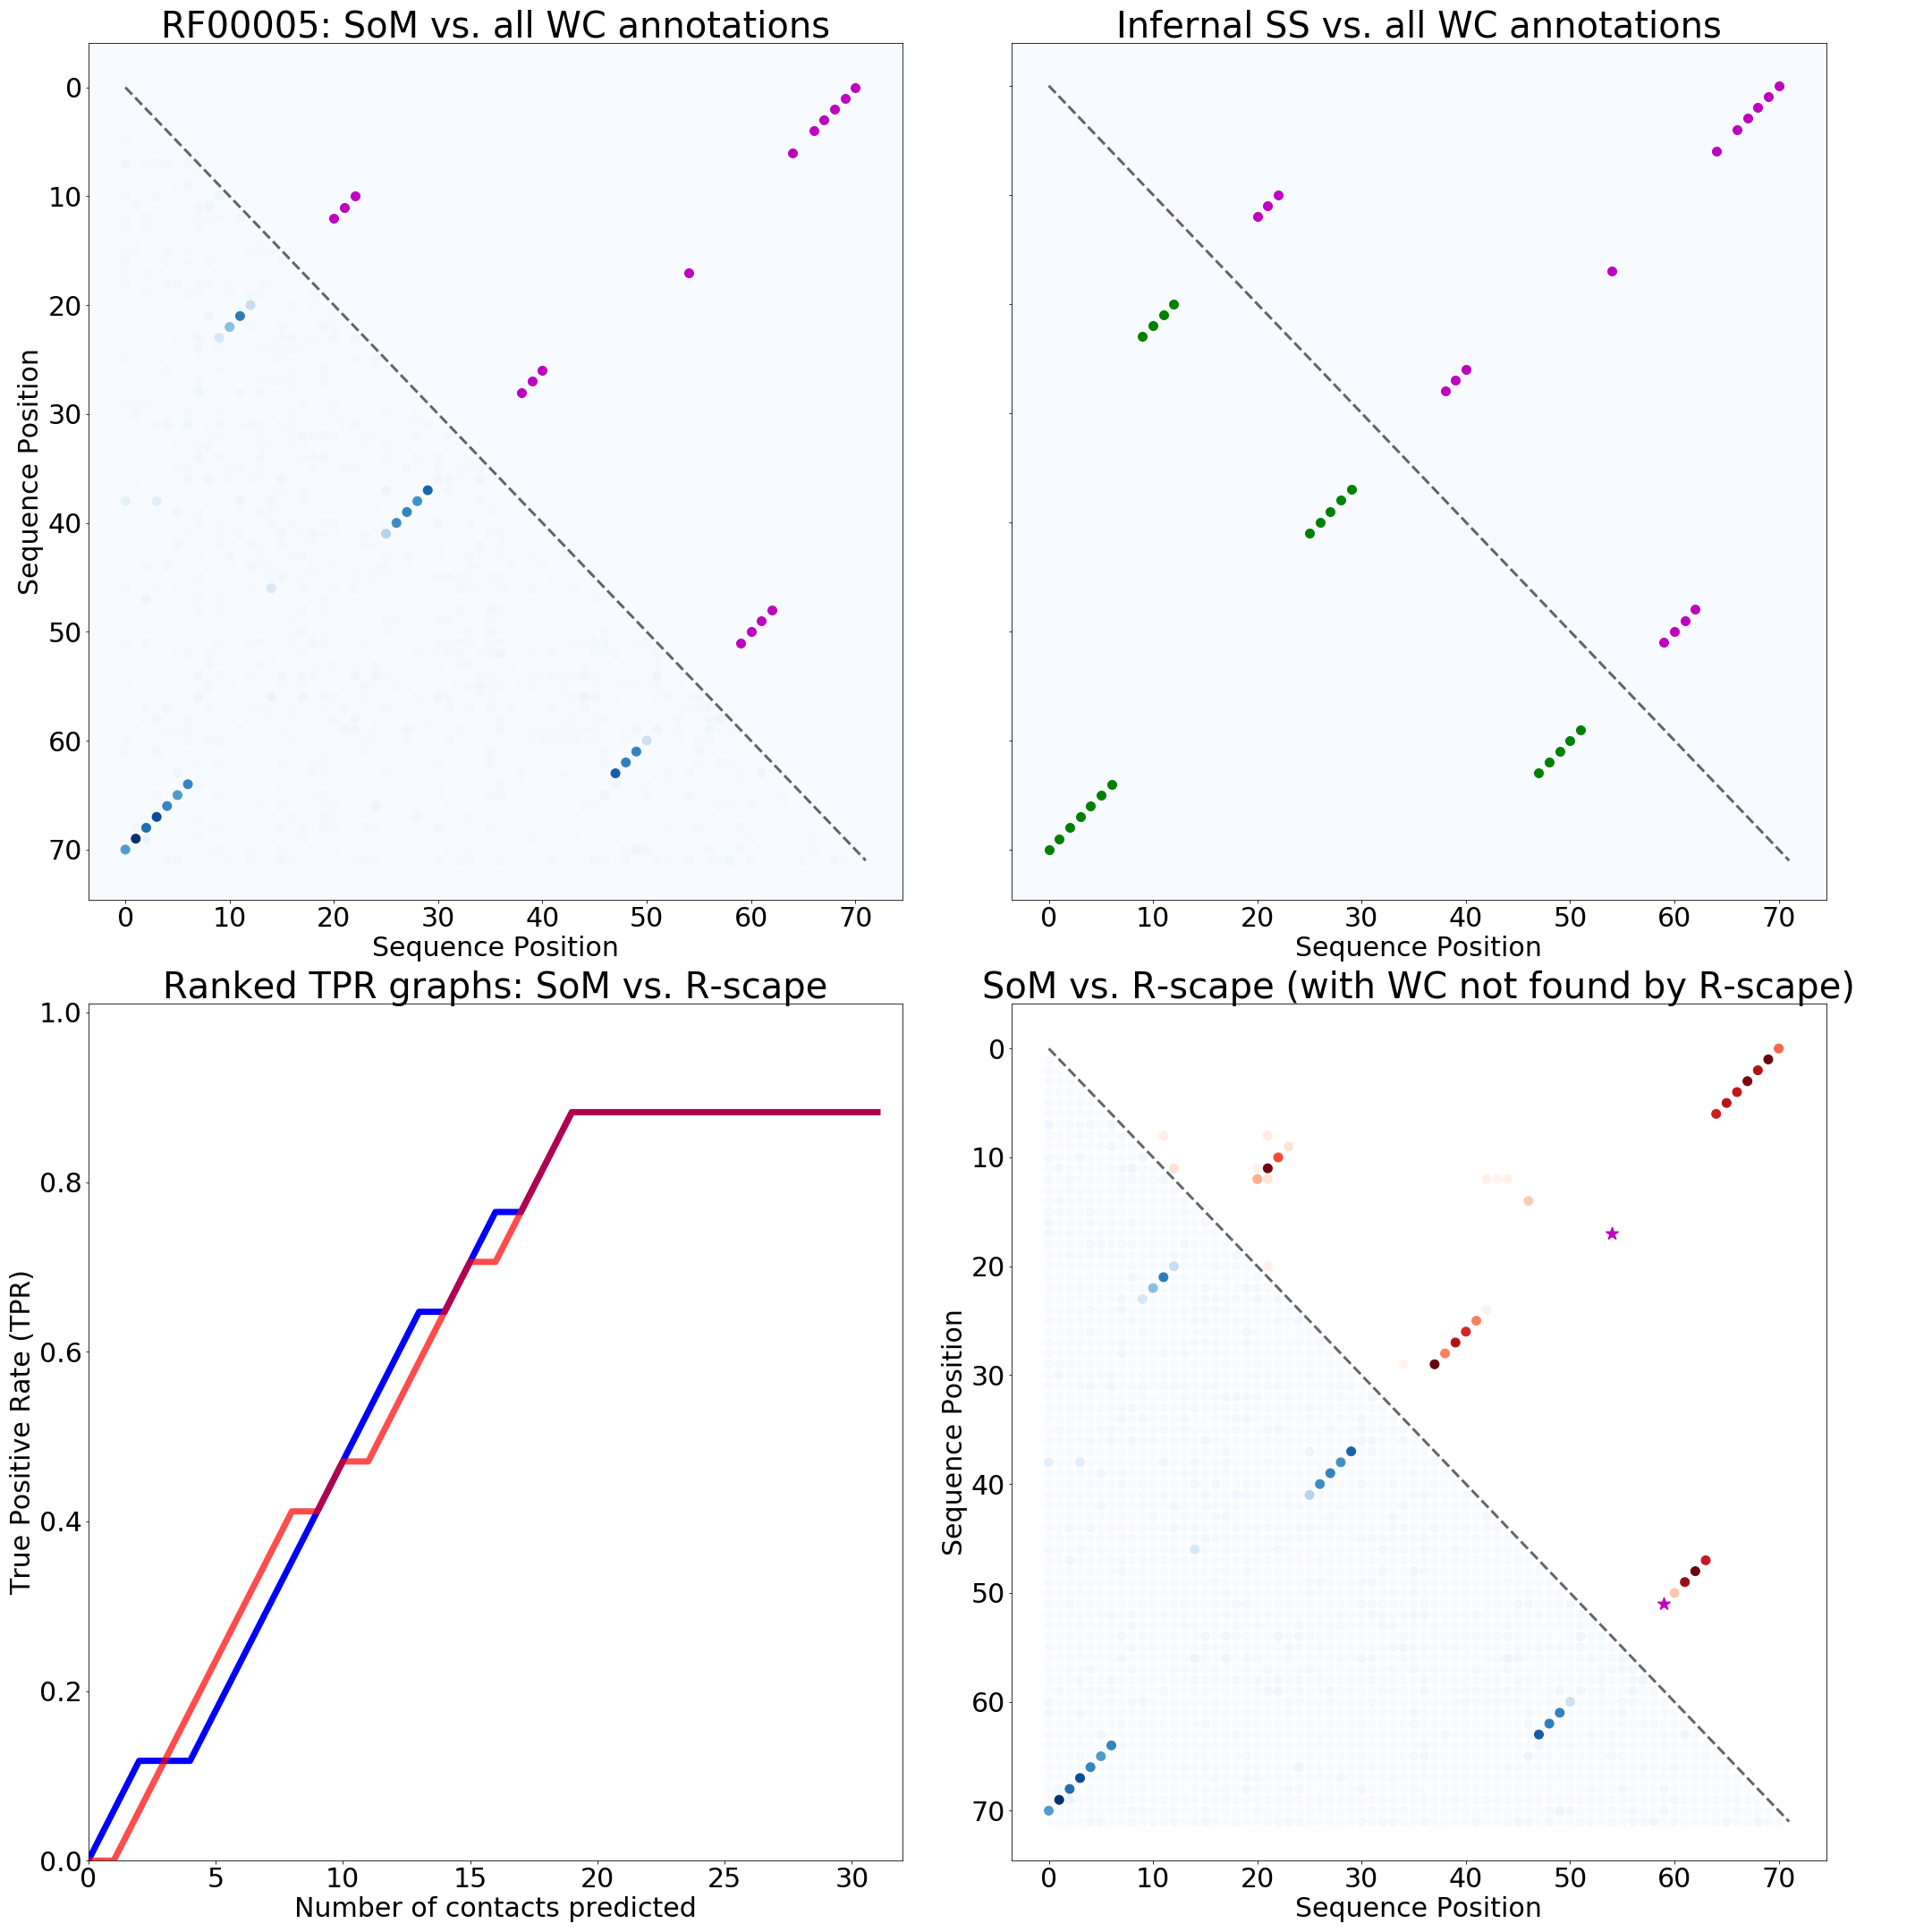 RF00005: SoM vs. all WC annotations
Sequence Position
0
10
20
30
40
50
60
70
0 10 20 30 40 50 60 70
Sequence Position
Infernal SS vs. all WC annotations
0 10 20 30 40 50 60 70
Sequence Position
Ranked TPR graphs: SoM vs. R-scape
True Positive Rate (TPR)
1.0
0.8
0.6
0.4
0.2
0.0
0 5 10 15 20 25 30
Number of contacts predicted
SoM vs. R-scape (with WC not found by R-scape)
Sequence Position
0
10
20
30
40
50
60
70
0 10 20 30 40 50 60 70
Sequence Position